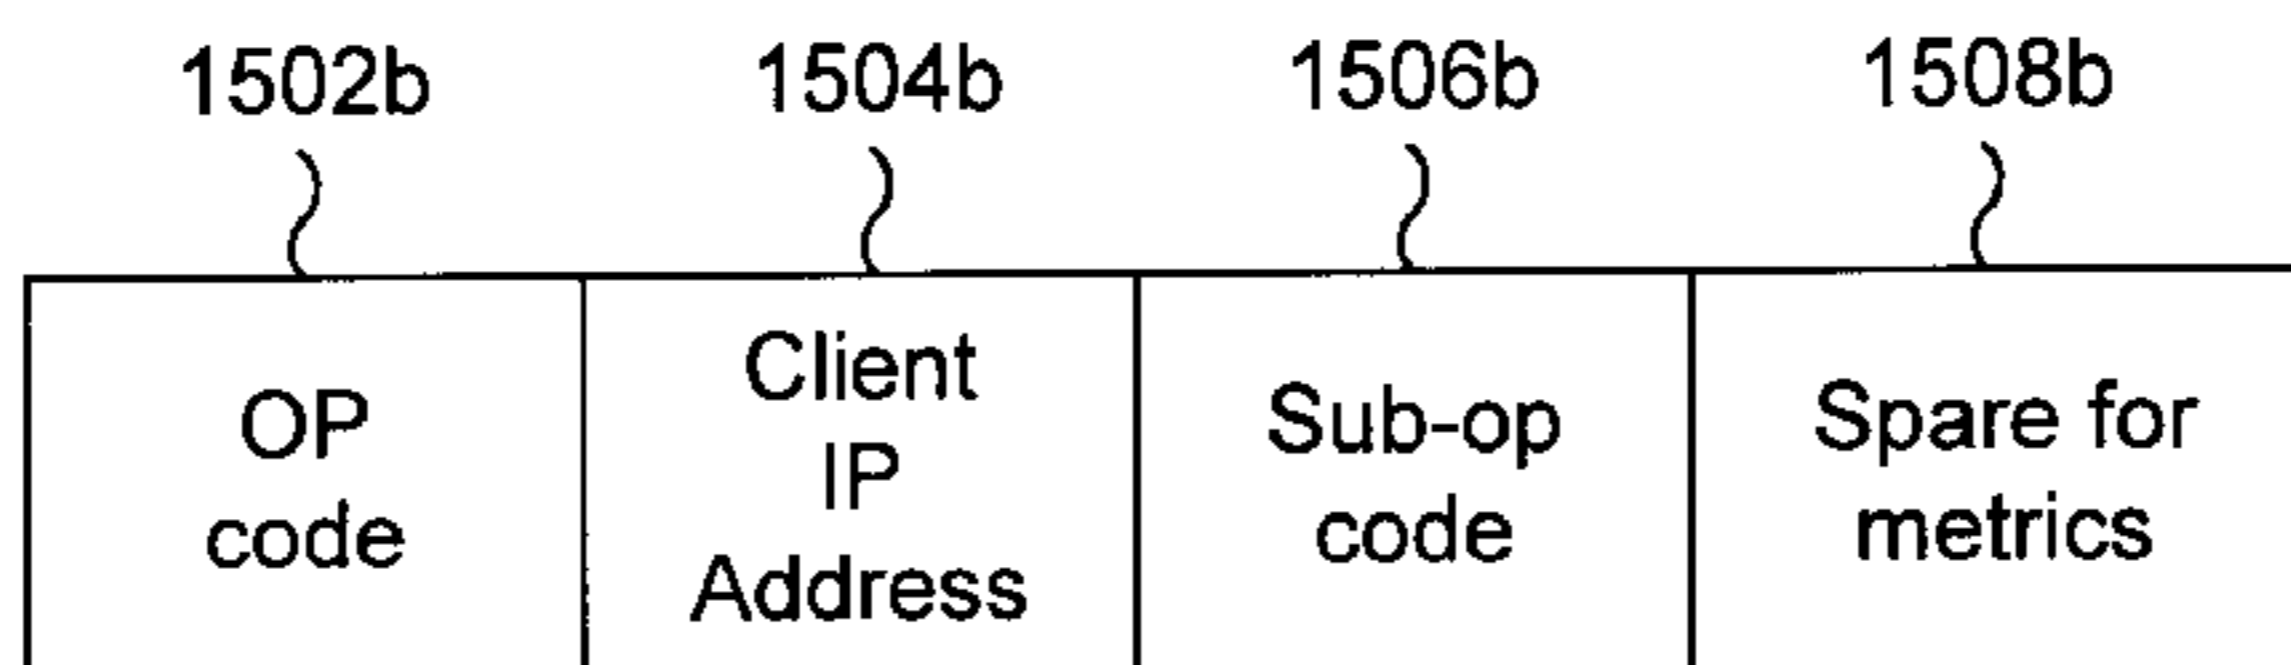 1502b 1504b 1506b 1508b
OP
code
Client
IP
Address
Sub-op
code
Spare for
metrics